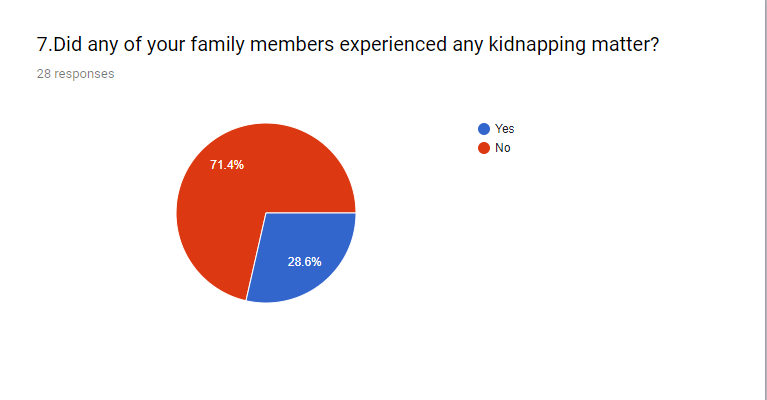 7.Did any of your family members experienced any kidnapping matter?
28 responses
Yes
No
71.4%
28.6%